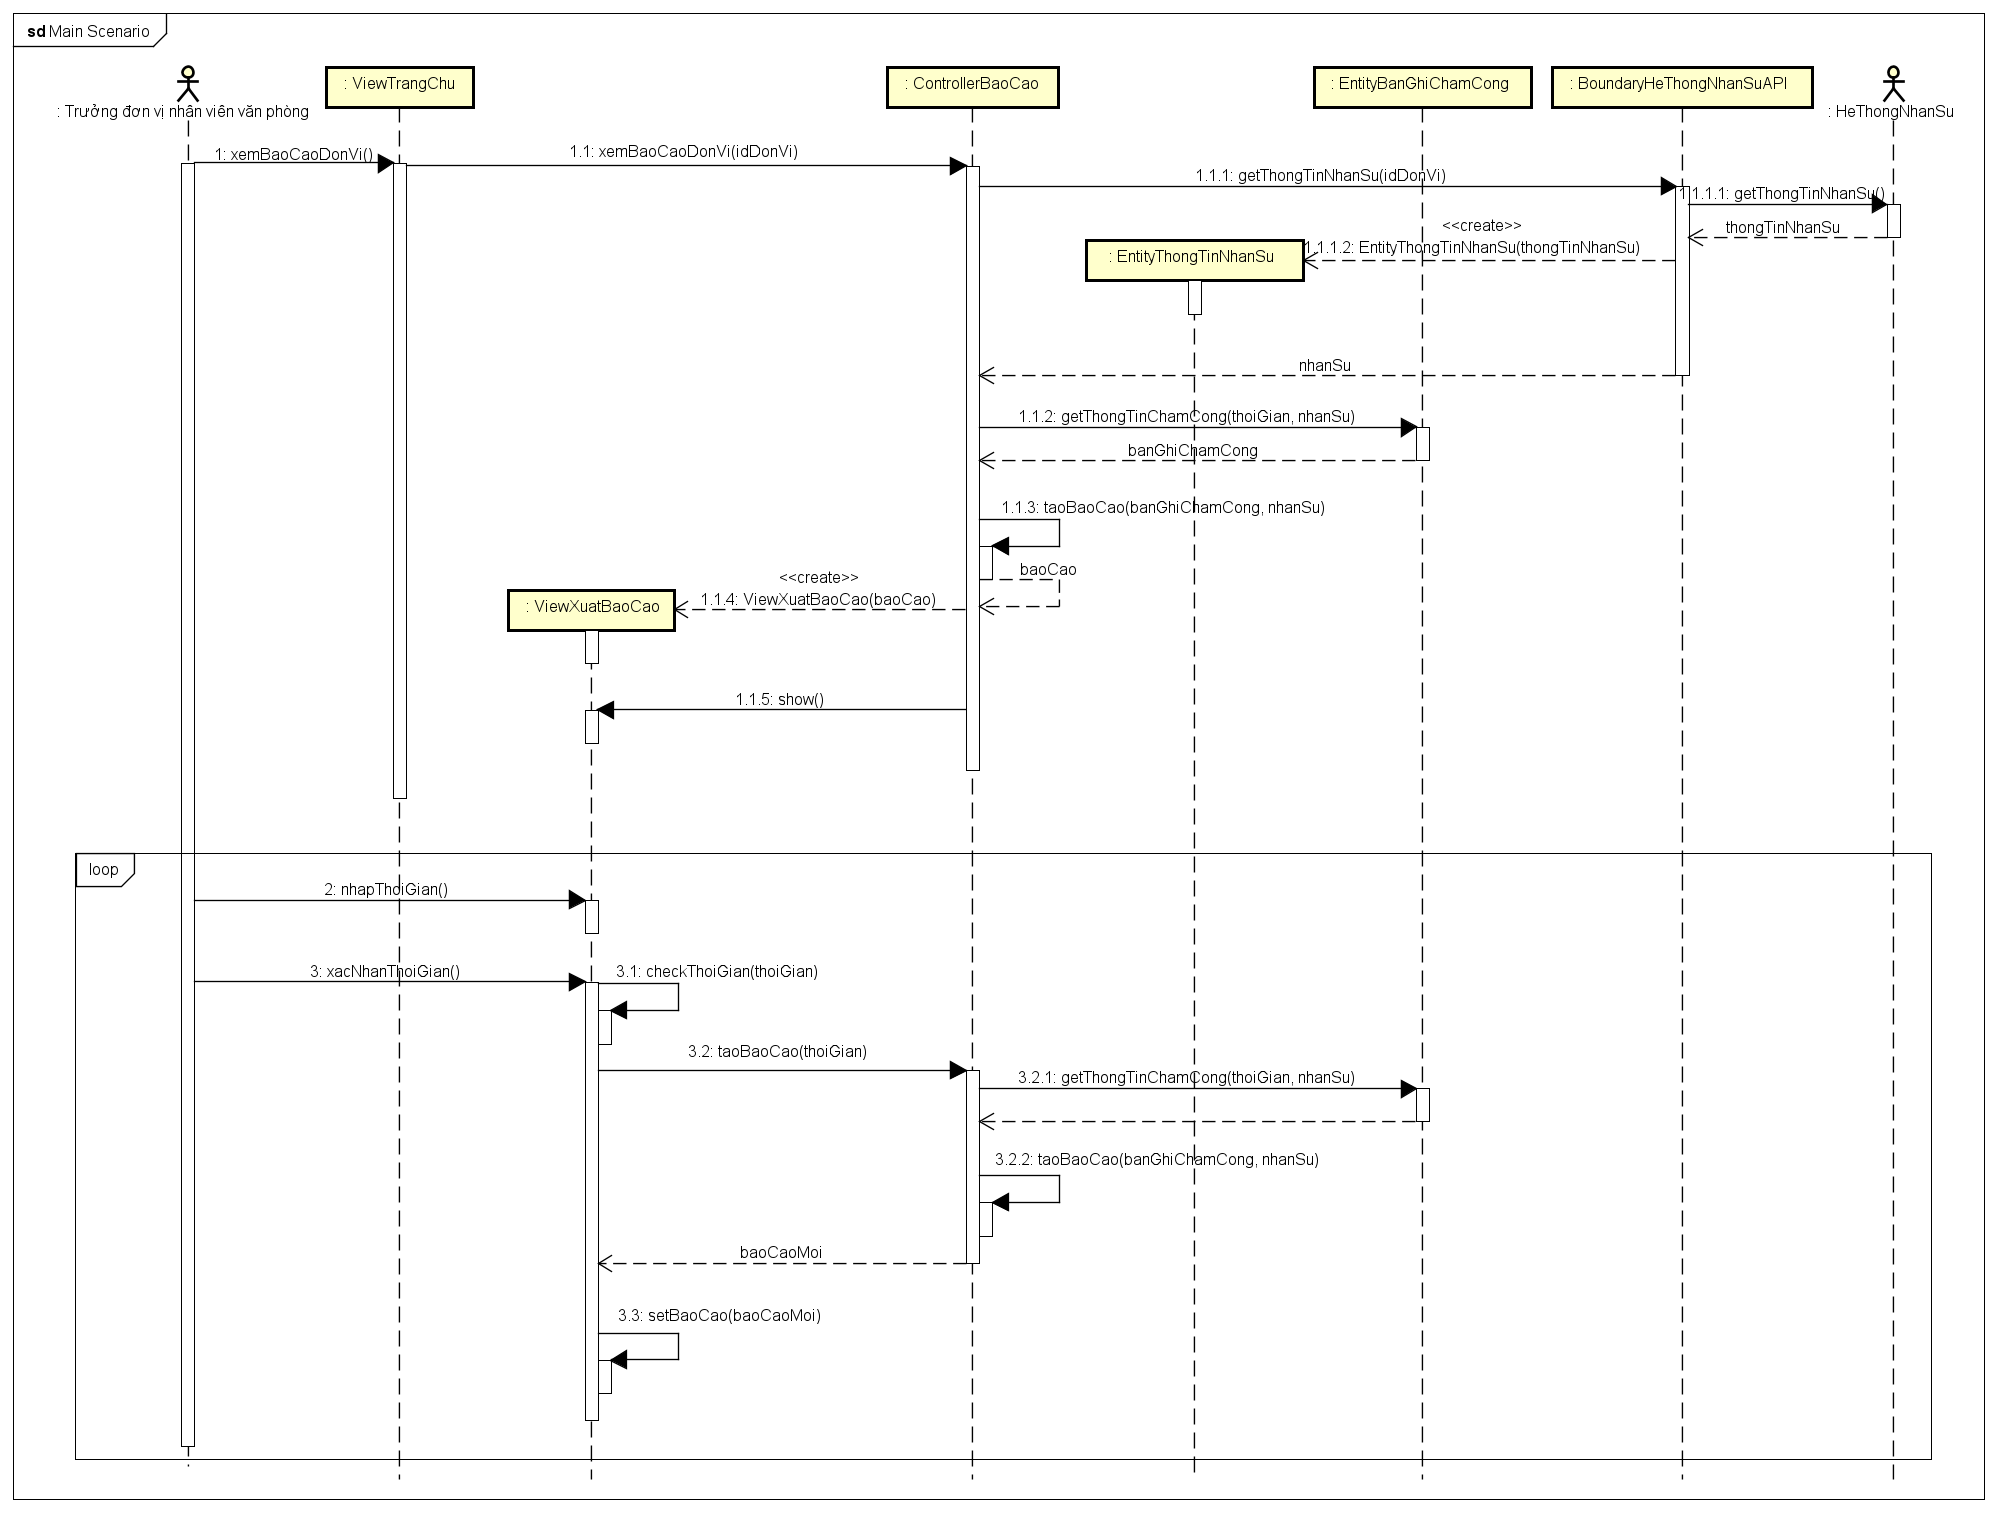 sd Main Scenario
: Trưởng đơn vị nhân viên văn phòng
: ViewTrangChu
: ControllerBaoCao
: EntityBanGhiChamCong
: BoundaryHeThongNhanSuAPI
: HeThongNhanSu
1: xemBaoCaoDonVi()
1.1: xemBaoCaoDonVi(idDonVi)
1.1.1: getThongTinNhanSu(idDonVi)
1.1.1.1: getThongTinNhanSu()
thongTinNhanSu
<<create>>
1.1.1.2: EntityThongTinNhanSu(thongTinNhanSu)
: EntityThongTinNhanSu
nhanSu
1.1.2: getThongTinChamCong(thoiGian, nhanSu)
banGhiChamCong
1.1.3: taoBaoCao(banGhiChamCong, nhanSu)
baoCao
<<create>>
1.1.4: ViewXuatBaoCao(baoCao)
: ViewXuatBaoCao
1.1.5: show()
loop
2: nhapThoiGian()
3: xacNhanThoiGian()
3.1: checkThoiGian(thoiGian)
3.2: taoBaoCao(thoiGian)
3.2.1: getThongTinChamCong(thoiGian, nhanSu)
3.2.2: taoBaoCao(banGhiChamCong, nhanSu)
baoCaoMoi
3.3: setBaoCao(baoCaoMoi)